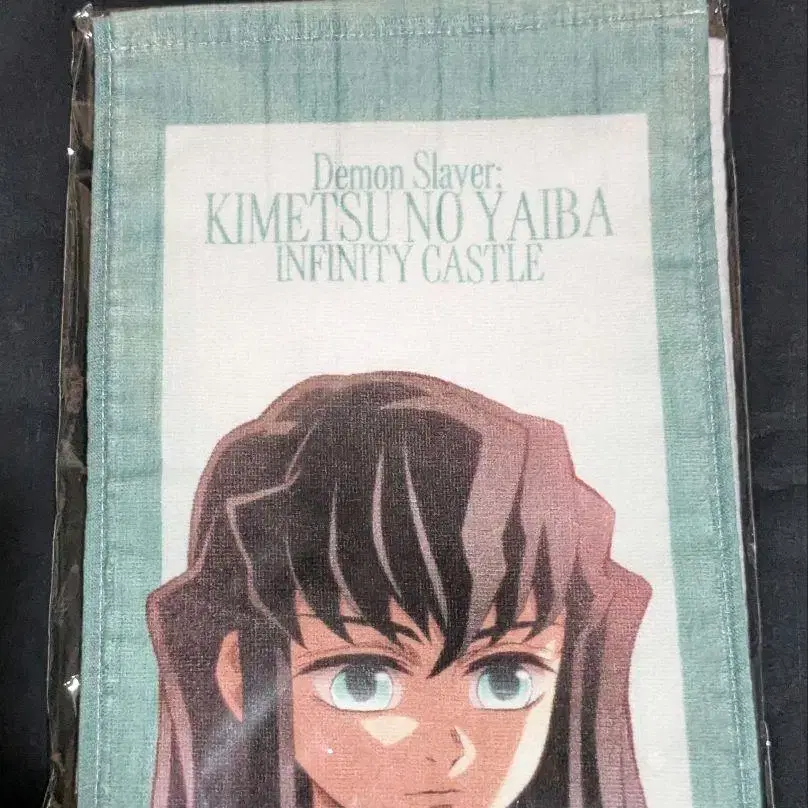 Demon Slayer:
KIMETSU NO YAIBA
INFINITY CASTLE